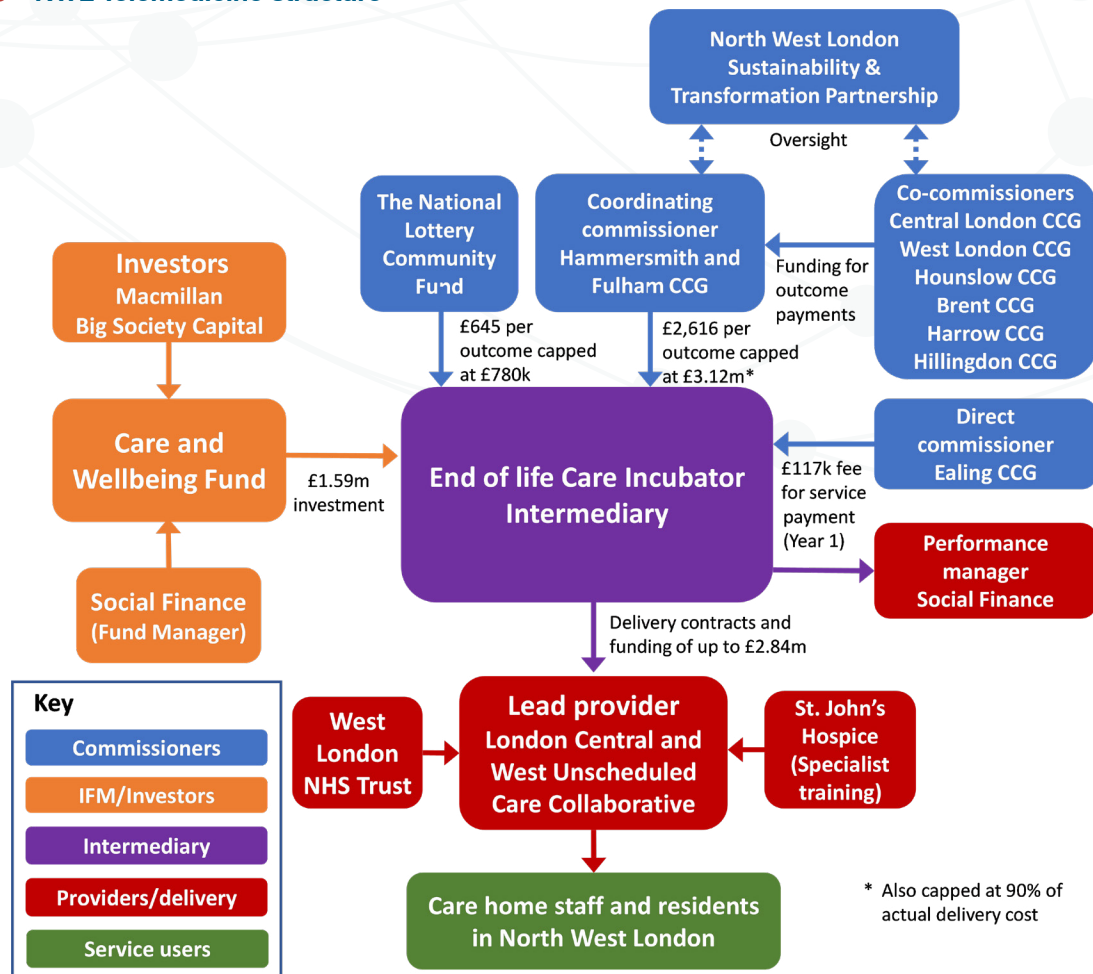 North West London
Sustainability &
Transformation Partnership
Oversight
The National
Lottery
Community
Fund
Coordinating
commissioner
Hammersmith and
Fulham CCG
Co-commissioners
Central London CCG
West London CCG
Hounslow CCG
Brent CCG
Harrow CCG
Hillingdon CCG
Funding for
outcome
payments
Investors
Macmillan
Big Society Capital
£645 per
outcome capped
at £780k
£2,616 per
outcome capped
at £3.12m*
Care and
Wellbeing Fund
£1.59m
investment
End of life Care Incubator
Intermediary
Direct
commissioner
Ealing CCG
£117k fee
for service
payment
(Year 1)
Performance
manager
Social Finance
Social Finance
(Fund Manager)
Delivery contracts and
funding of up to £2.84m
Key
Commissioners
IFM/Investors
Intermediary
Providers/delivery
Service users
West
London
NHS Trust
Lead provider
London Central and
West Unscheduled
Care Collaborative
St. John's
Hospice
(Specialist
training)
Care home staff and residents
in North West London
* Also capped at 90% of
actual delivery cost